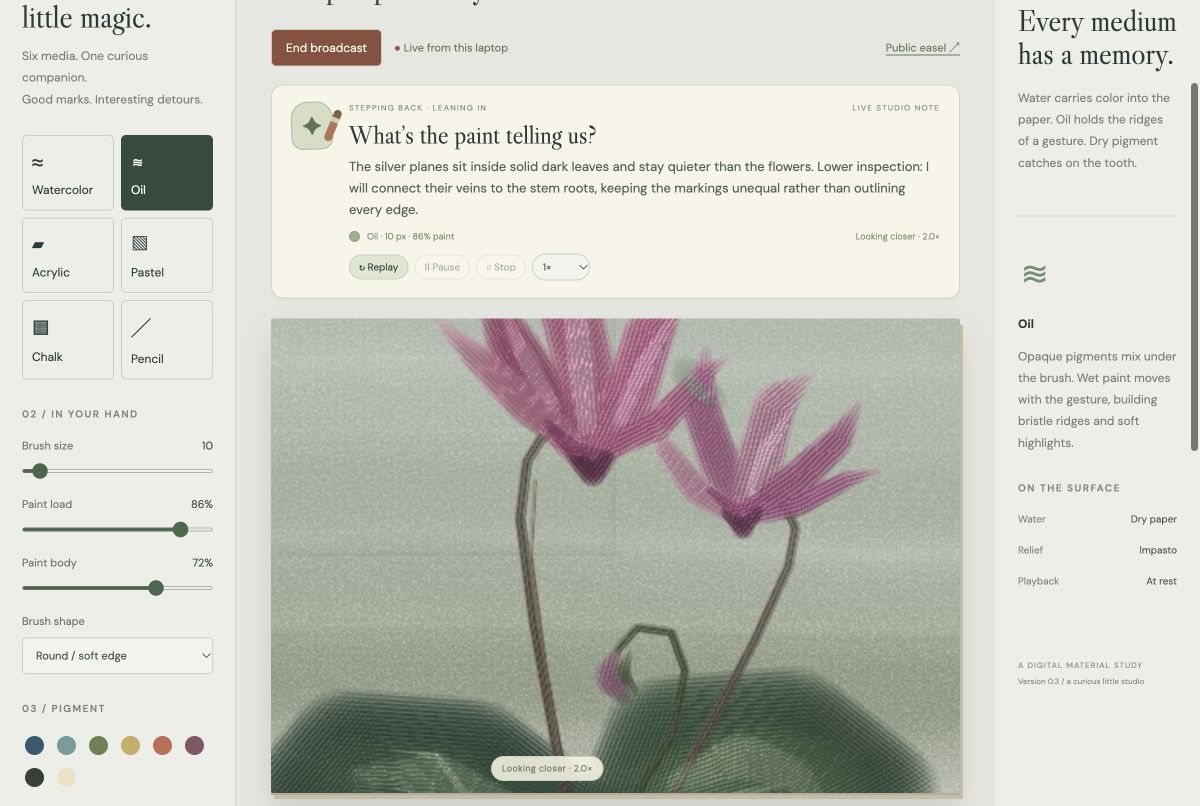 little magic.
Six media. One curious
companion.
Good marks. Interesting detours.
≈
Watercolor
≋
Oil
▰
Acrylic
▧
Pastel
▦
Chalk
╱
Pencil
02 / IN YOUR HAND
Brush size 10
Paint load 86%
Paint body 72%
Brush shape
Round / soft edge
03 / PIGMENT
End broadcast
Live from this laptop
Public easel ↗
STEPPING BACK · LEANING IN
LIVE STUDIO NOTE
What's the paint telling us?
The silver planes sit inside solid dark leaves and stay quieter than the flowers. Lower inspection: I
will connect their veins to the stem roots, keeping the markings unequal rather than outlining
every edge.
Oil · 10 px · 86% paint
Looking closer · 2.0×
↻ Replay
II Pause
▫ Stop
1×
Looking closer · 2.0×
Every medium
has a memory.
Water carries color into the
paper. Oil holds the ridges
of a gesture. Dry pigment
catches on the tooth.
≋
Oil
Opaque pigments mix under
the brush. Wet paint moves
with the gesture, building
bristle ridges and soft
highlights.
ON THE SURFACE
Water Dry paper
Relief Impasto
Playback At rest
A DIGITAL MATERIAL STUDY
Version 0.3 / a curious little studio